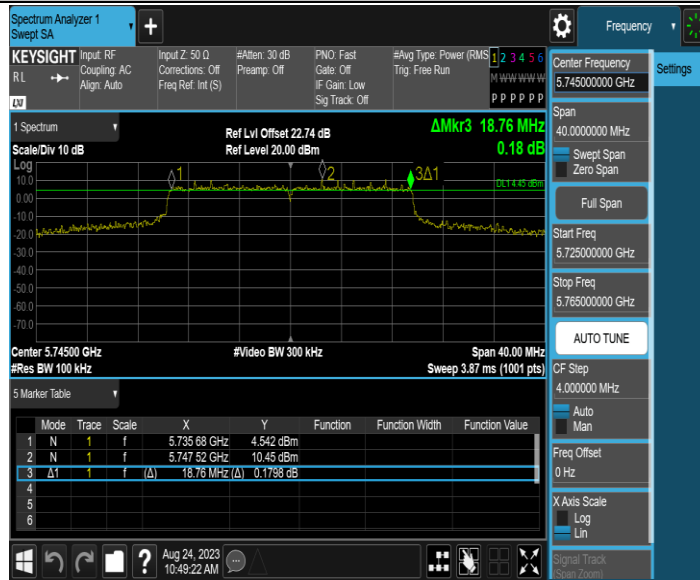 Spectrum Analyzer 1
Swept SA
Frequency
KEYSIGHT
Input: RF
Input Z: 50 Ω
#Atten: 30 dB
PNO: Fast
#Avg Type: Power (RMS
1 2 3 4 5 6
RL
Coupling: AC
Corrections: Off
Preamp: Off
Gate: Off
Trig: Free Run
M W W W W W
Align: Auto
Freq Ref: Int (S)
IF Gain: Low
Sig Track: Off
P P P P P P
LXI
1 Spectrum
Ref Lvl Offset 22.74 dB
ΔMkr3 18.76 MHz
Scale/Div 10 dB
Ref Level 20.00 dBm
0.18 dB
Log
1
2
3Δ1
10.0
DL1 4.45 dBm
0.00
-10.0
-20.0
-30.0
-40.0
-50.0
-60.0
-70.0
Center 5.74500 GHz
#Video BW 300 kHz
Span 40.00 MHz
#Res BW 100 kHz
Sweep 3.87 ms (1001 pts)
5 Marker Table
Mode Trace Scale X Y Function Function Width Function Value
1 N 1 f 5.735 68 GHz 4.542 dBm
2 N 1 f 5.747 52 GHz 10.45 dBm
3 Δ1 1 f (Δ) 18.76 MHz (Δ) 0.1798 dB
4
5
6
?
Aug 24, 2023
10:49:22 AM
Center Frequency
5.745000000 GHz
Settings
Span
40.0000000 MHz
Swept Span
Zero Span
Full Span
Start Freq
5.725000000 GHz
Stop Freq
5.765000000 GHz
AUTO TUNE
CF Step
4.000000 MHz
Auto
Man
Freq Offset
0 Hz
X Axis Scale
Log
Lin
Signal Track
(Span Zoom)